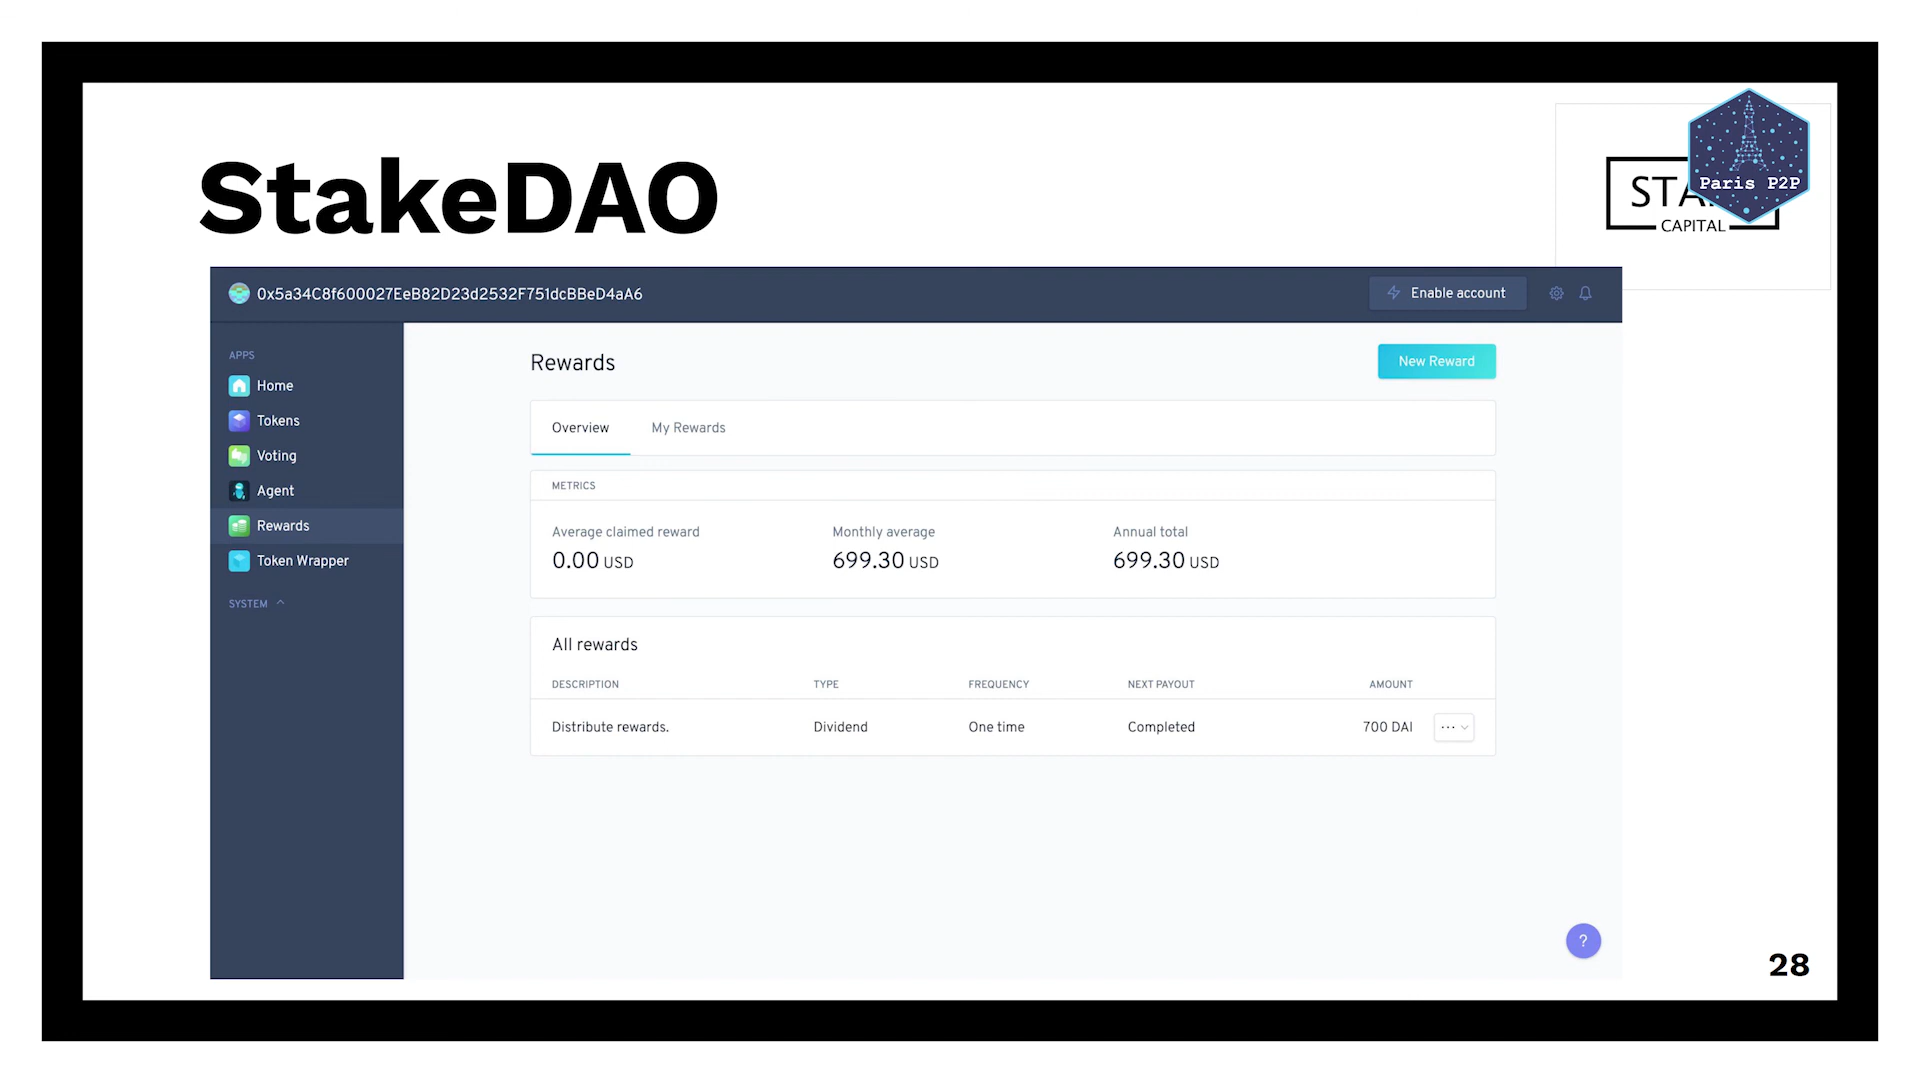 StakeDAO
Paris P2P
CAPITAL
0x5a34C8f600027EeB82D23d2532F751dcBBeD4aA6
Enable account
APPS
Home
Tokens
Voting
Agent
Rewards
Token Wrapper
SYSTEM
Rewards
New Reward
Overview My Rewards
METRICS
Average claimed reward Monthly average Annual total
0.00 USD 699.30 USD 699.30 USD
All rewards
DESCRIPTION TYPE FREQUENCY NEXT PAYOUT AMOUNT
Distribute rewards. Dividend One time Completed 700 DAI ...
?
28